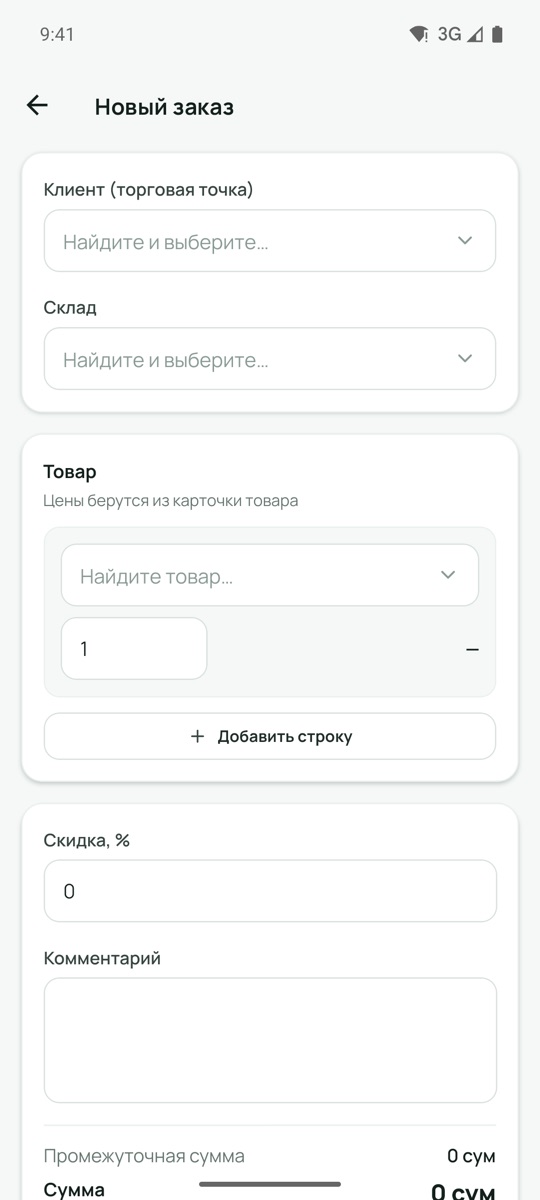 9:41
3G
Новый заказ
Клиент (торговая точка)
Найдите и выберите...
Склад
Найдите и выберите...
Товар
Цены берутся из карточки товара
Найдите товар...
1
–
+ Добавить строку
Скидка, %
0
Комментарий
Промежуточная сумма 0 сум
Сумма 0 сум